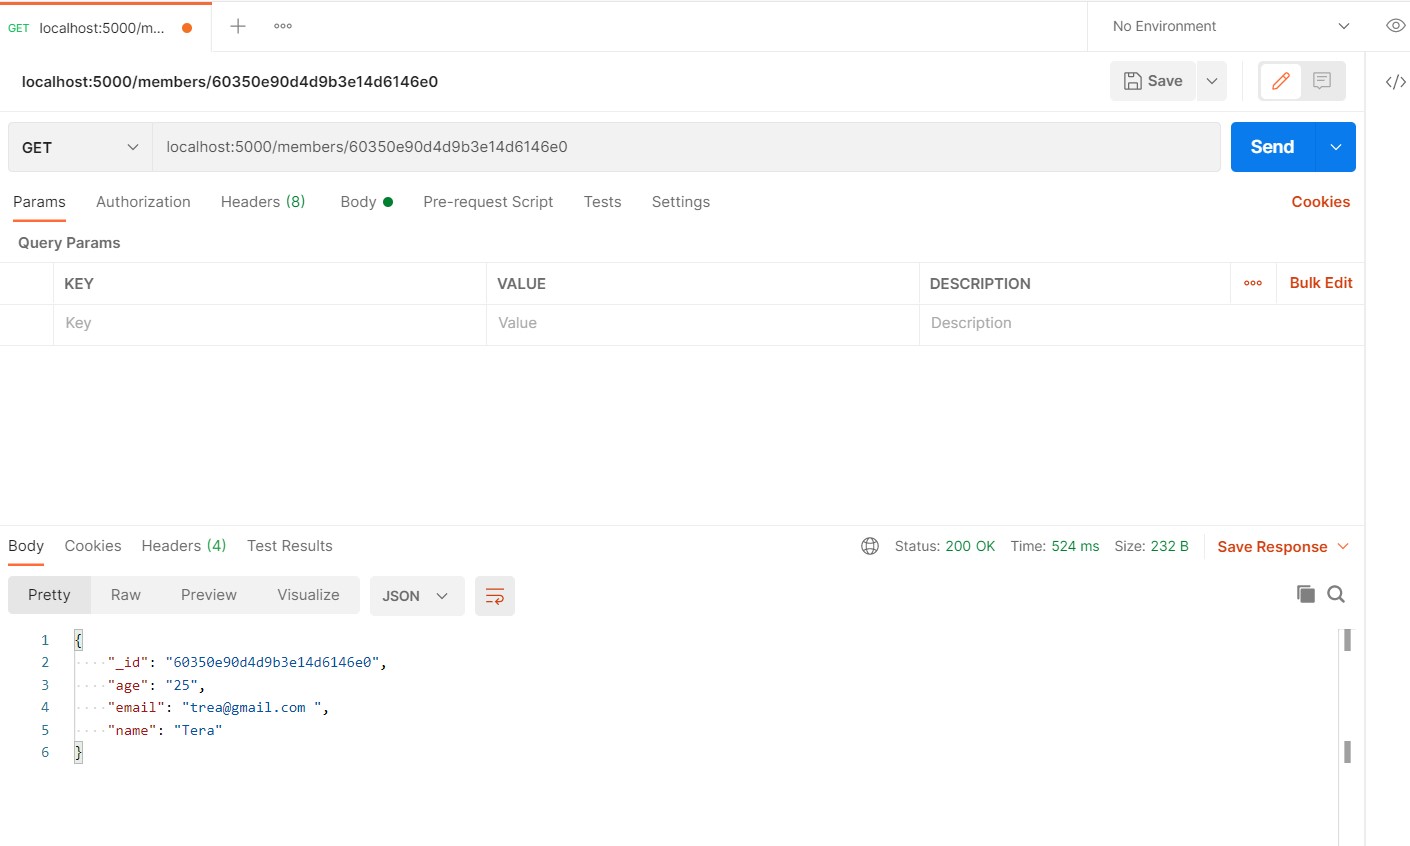 GET localhost:5000/m...
No Environment
localhost:5000/members/60350e90d4d9b3e14d6146e0
Save
GET localhost:5000/members/60350e90d4d9b3e14d6146e0 Send
Params Authorization Headers (8) Body Pre-request Script Tests Settings Cookies
Query Params
KEY VALUE DESCRIPTION Bulk Edit
Key Value Description
Body Cookies Headers (4) Test Results Status: 200 OK Time: 524 ms Size: 232 B Save Response
Pretty Raw Preview Visualize JSON
1 {
2 "_id": "60350e90d4d9b3e14d6146e0",
3 "age": "25",
4 "email": "trea@gmail.com ",
5 "name": "Tera"
6 }